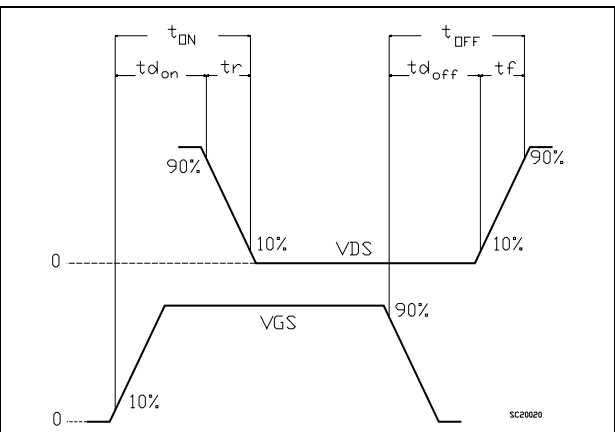 tON tOFF
tdon tr tdoff tf
90% 90%
10% VDS 10%
0
90%
VGS
10%
0 SC20020